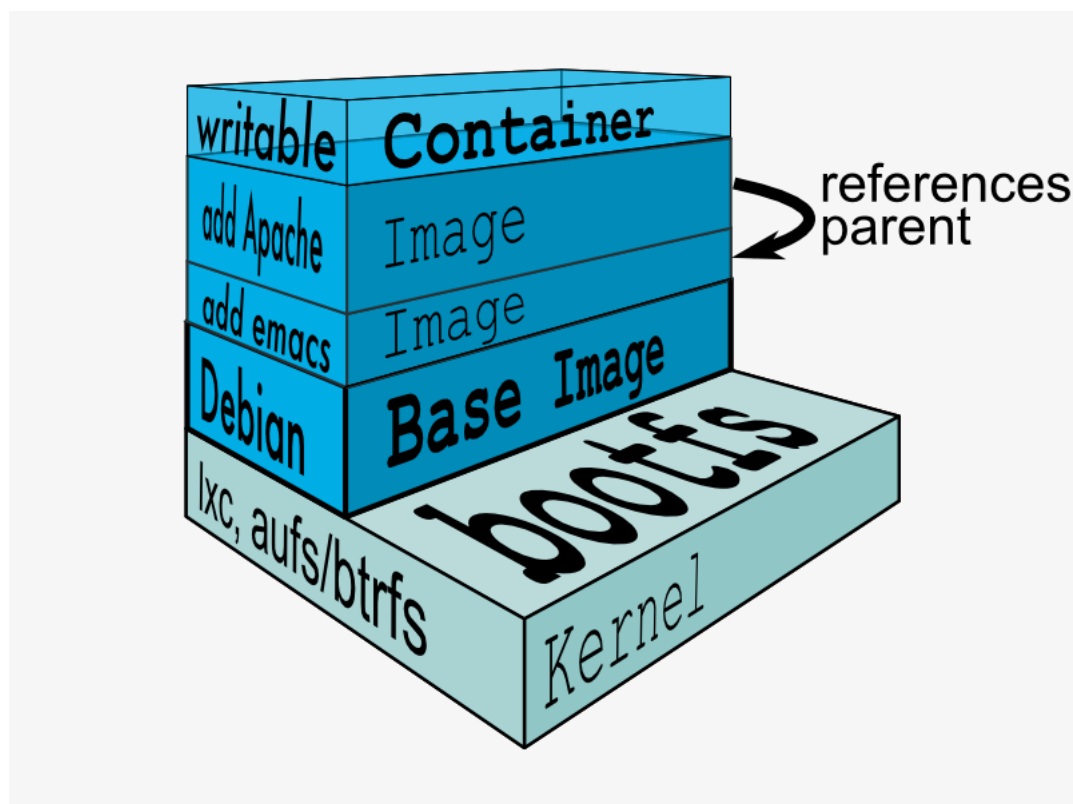 writable Container
add Apache Image
references
parent
add emacs Image
Debian Base Image
bootfs
lxc, aufs/btrfs
Kernel